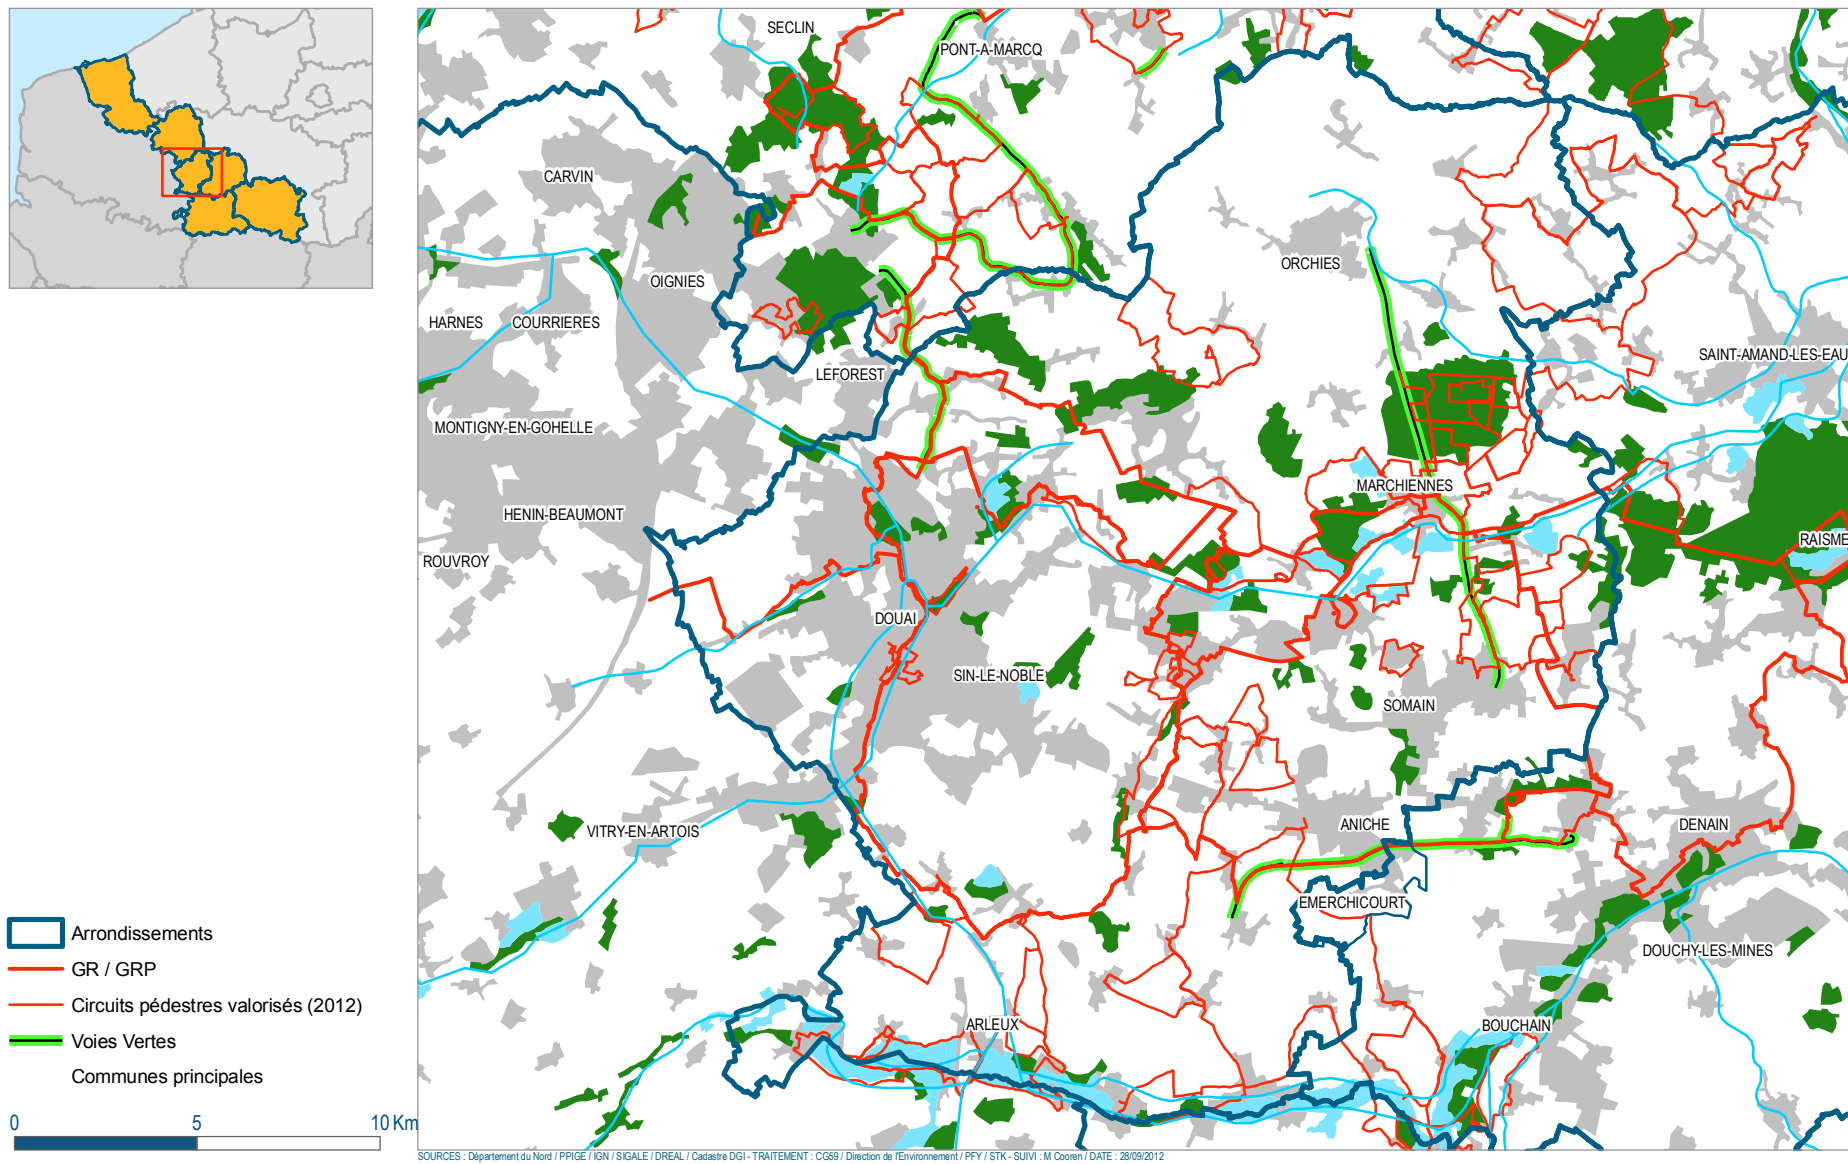 SECLIN
PONT-A-MARCQ
CARVIN
ORCHIES
OIGNIES
HARNES
COURRIERES
SAINT-AMAND-LES-EAU
LEFOREST
MONTIGNY-EN-GOHELLE
MARCHIENNES
HENIN-BEAUMONT
RAISME
ROUVROY
DOUAI
SIN-LE-NOBLE
SOMAIN
VITRY-EN-ARTOIS
ANICHE
DENAIN
EMERCHICOURT
DOUCHY-LES-MINES
ARLEUX
BOUCHAIN
Arrondissements
GR / GRP
Circuits pédestres valorisés (2012)
Voies Vertes
Communes principales
0 5 10 Km
SOURCES : Département du Nord / PPIGE / IGN / SIGALE / DREAL / Cadastre DGI - TRAITEMENT : CG59 / Direction de l'Environnement / PFY / STK - SUIVI : M Cooren / DATE : 28/09/2012